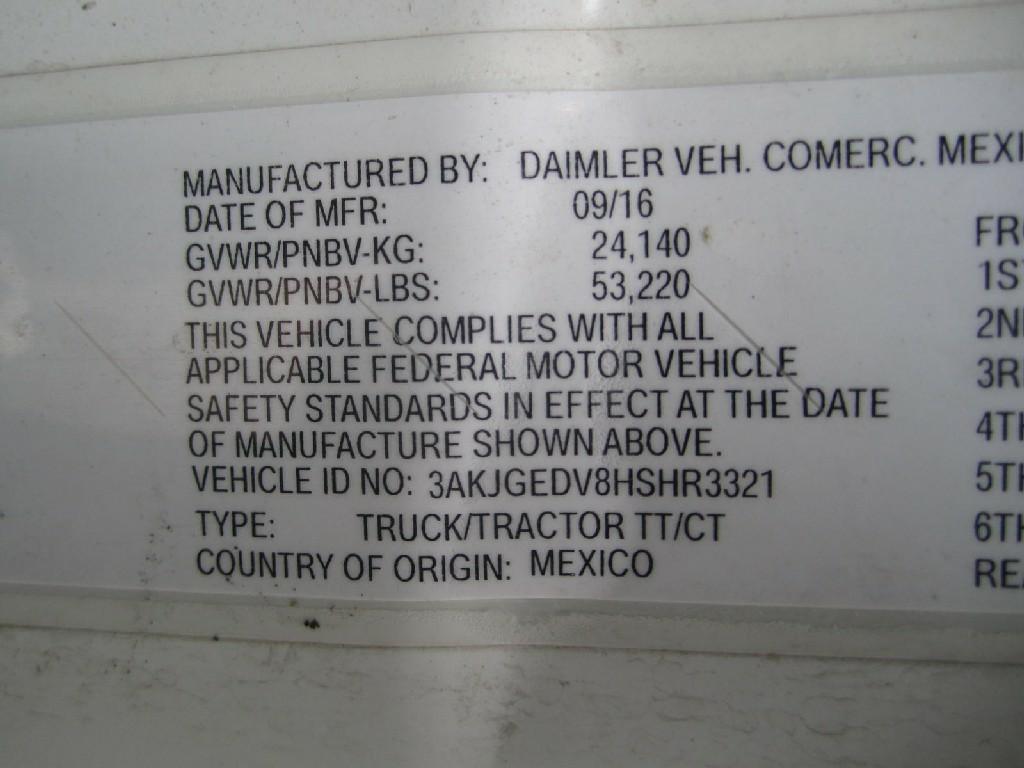 MANUFACTURED BY: DAIMLER VEH. COMERC. MEXI
DATE OF MFR: 09/16
GVWR/PNBV-KG: 24,140
GVWR/PNBV-LBS: 53,220
THIS VEHICLE COMPLIES WITH ALL
APPLICABLE FEDERAL MOTOR VEHICLE
SAFETY STANDARDS IN EFFECT AT THE DATE
OF MANUFACTURE SHOWN ABOVE.
VEHICLE ID NO: 3AKJGEDV8HSHR3321
TYPE: TRUCK/TRACTOR TT/CT
COUNTRY OF ORIGIN: MEXICO
FR
1S
2N
3R
4T
5T
6T
RE